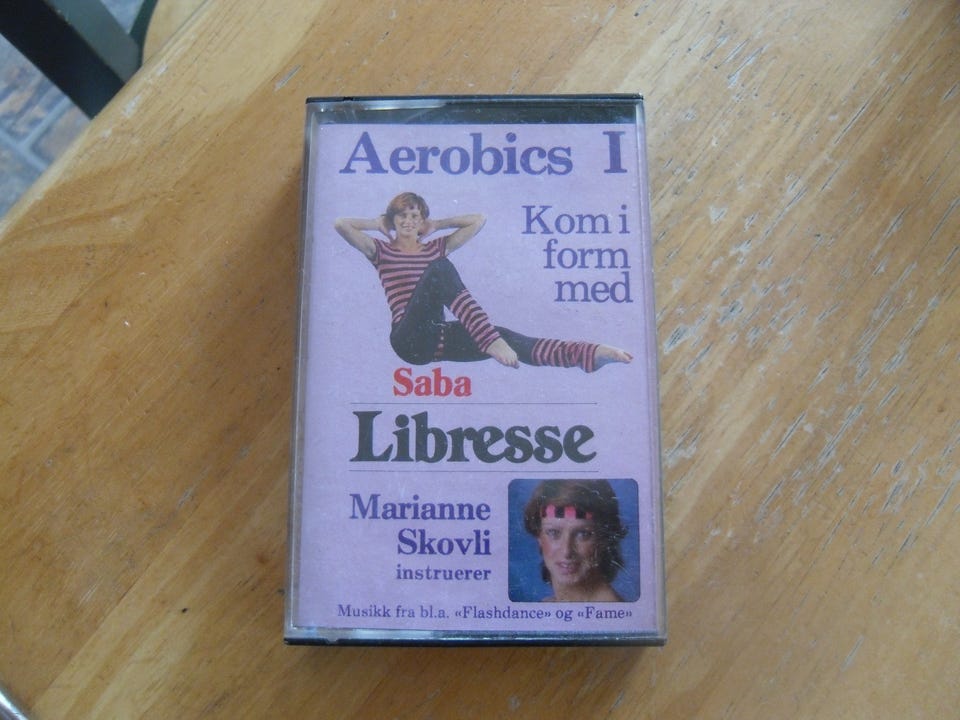 Aerobics I
Kom i
form
med
Saba
Libresse
Marianne
Skovli
instruerer
Musikk fra bl.a. «Flashdance» og «Fame»